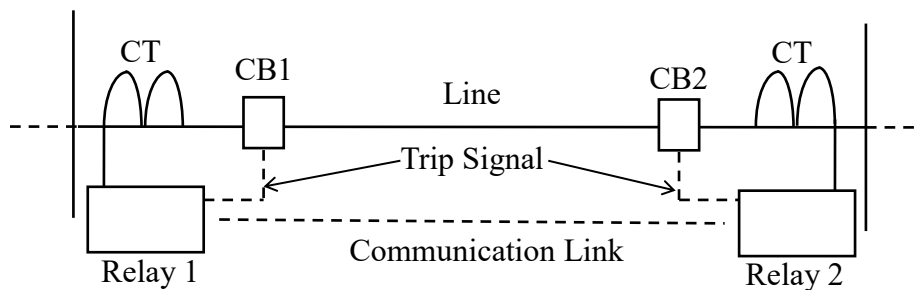 CT
CB1
Line
CB2
CT
Trip Signal
Communication Link
Relay 1
Relay 2